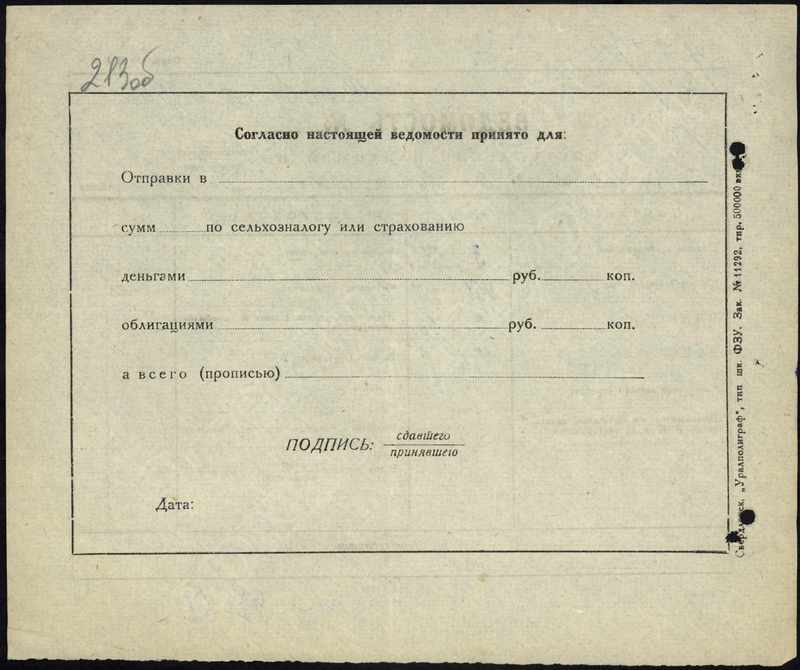 213об
Согласно настоящей ведомости принято для:
Отправки в
сумм по сельхозналогу или страхованию
деньгами руб. коп.
облигациями руб. коп.
а всего (прописью)
ПОДПИСЬ: сдавшего
принявшего
Дата:
Свердловск, „Уралполиграф", тип шк. ФЗУ. Зак. № 11292, тир. 500000 экз.